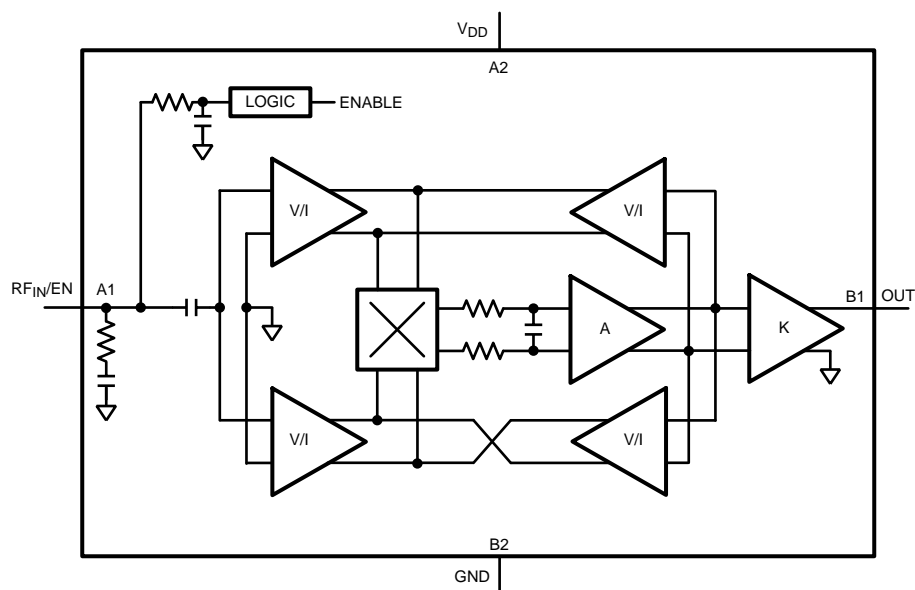 VDD
A2
LOGIC
ENABLE
V/I
V/I
RFIN/EN
A1
A
K
B1
OUT
V/I
V/I
B2
GND